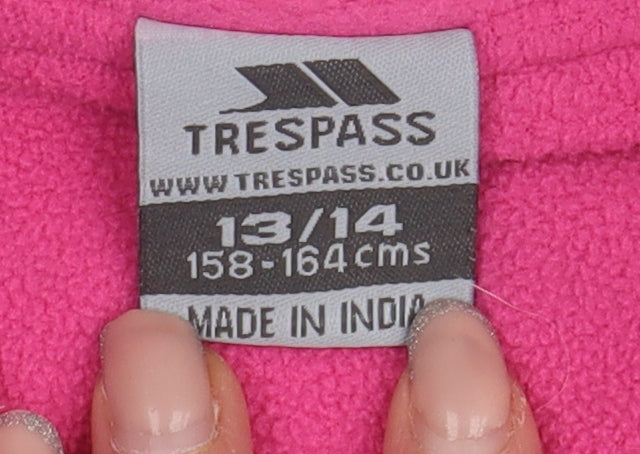 TRESPASS
WWW.TRESPASS.CO.UK
13/14
158-164cms
MADE IN INDIA